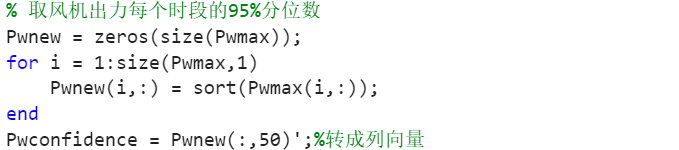 % 取风机出力每个时段的95%分位数
Pwnew = zeros(size(Pwmax));
for i = 1:size(Pwmax,1)
    Pwnew(i,:) = sort(Pwmax(i,:));
end
Pwconfidence = Pwnew(:,50)';%转成列向量